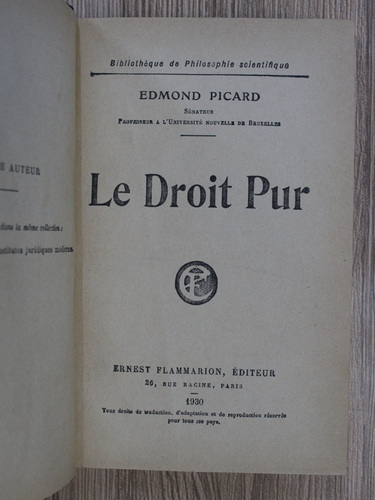 AUTEUR
dans la même collection :
juridiques modernes.
Bibliothèque de Philosophie scientifique
EDMOND PICARD
SÉNATEUR
PROFESSEUR A L'UNIVERSITÉ NOUVELLE DE BRUXELLES
Le Droit Pur
ERNEST FLAMMARION, ÉDITEUR
26, RUE RACINE, PARIS
1930
Tous droits de traduction, d'adaptation et de reproduction réservés
pour tous les pays.